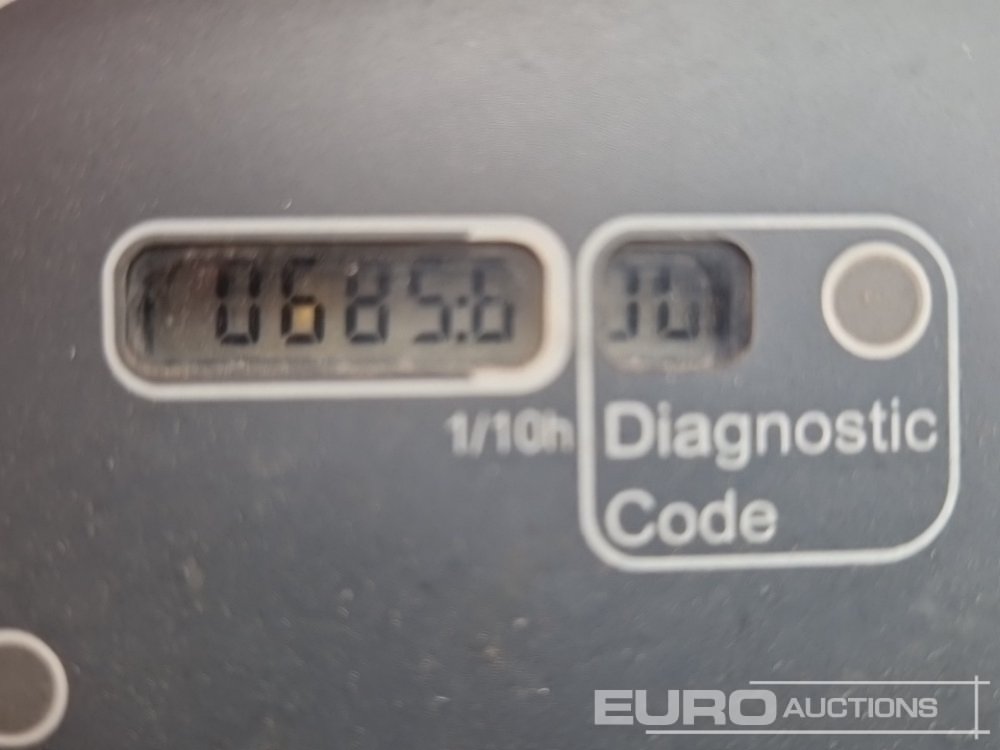 0685:6
1/10h
Diagnostic
Code
EURO AUCTIONS